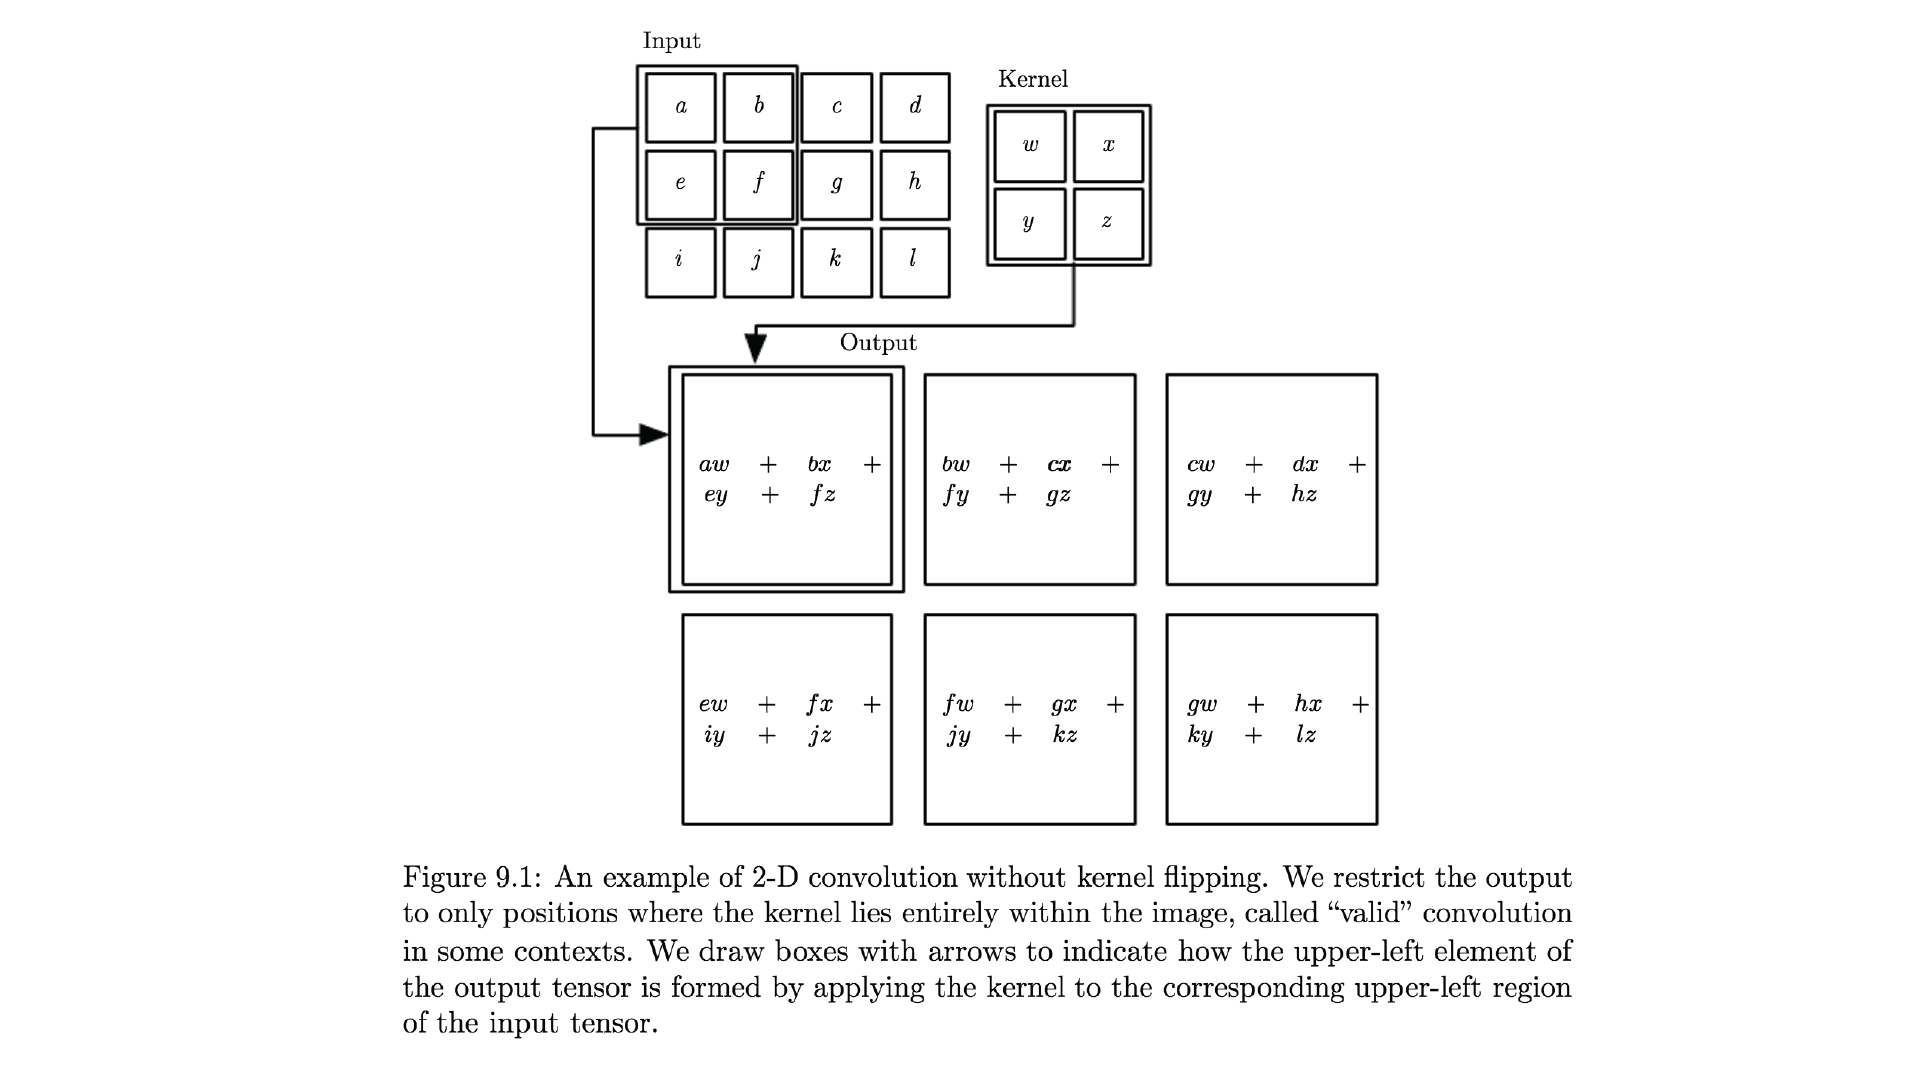 Input
a b c d
e f g h
i j k l
Kernel
w x
y z
Output
aw + bx +
ey + fz
bw + cx +
fy + gz
cw + dx +
gy + hz
ew + fx +
iy + jz
fw + gx +
jy + kz
gw + hx +
ky + lz
Figure 9.1: An example of 2-D convolution without kernel flipping. We restrict the output
to only positions where the kernel lies entirely within the image, called “valid” convolution
in some contexts. We draw boxes with arrows to indicate how the upper-left element of
the output tensor is formed by applying the kernel to the corresponding upper-left region
of the input tensor.